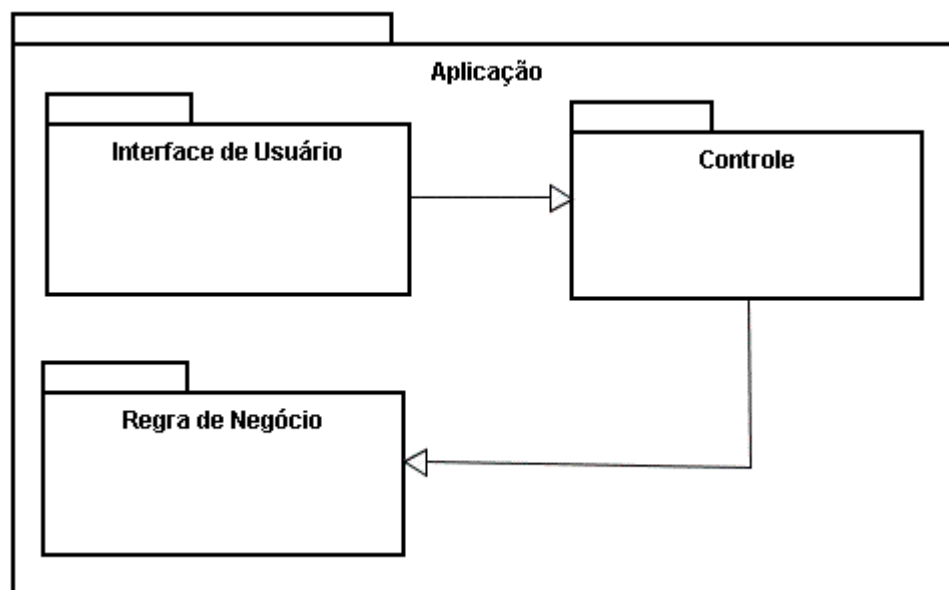 Aplicação
Interface de Usuário
Controle
Regra de Negócio